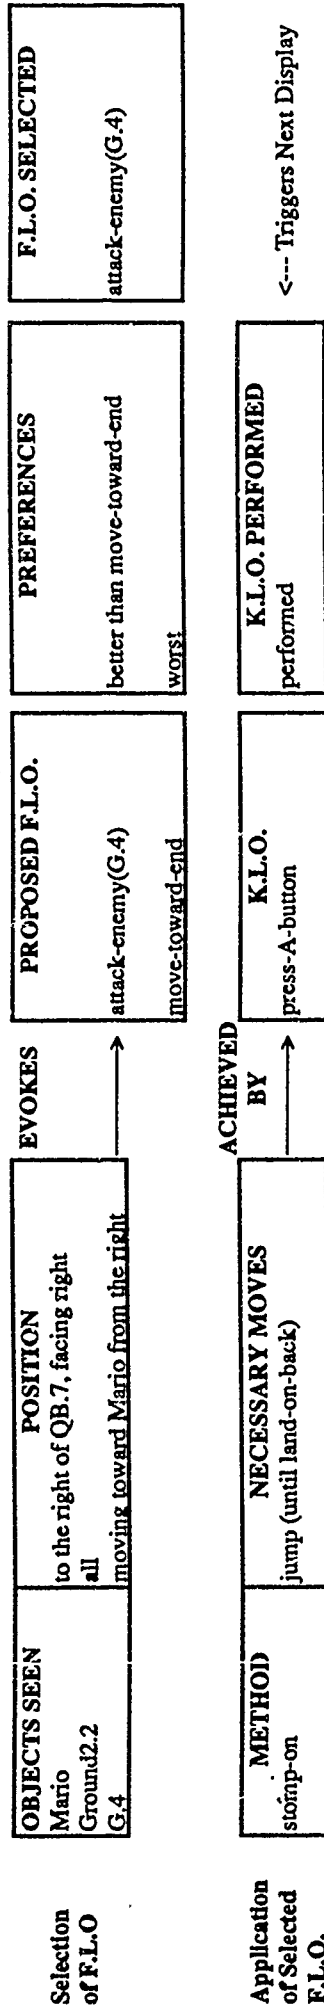 Selection
of F.L.O
OBJECTS SEEN
Mario
Ground2.2
G.4
POSITION
to the right of QB.7, facing right
all
moving toward Mario from the right
EVOKES
PROPOSED F.L.O.
attack-enemy(G.4)
move-toward-end
PREFERENCES
better than move-toward-end
worst
F.L.O. SELECTED
attack-enemy(G.4)
Application
of Selected
F.L.O.
METHOD
stomp-on
NECESSARY MOVES
jump (until land-on-back)
ACHIEVED
BY
K.L.O.
press-A-button
K.L.O. PERFORMED
performed
<--- Triggers Next Display